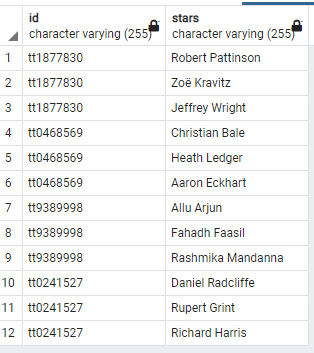 id stars
character varying (255) character varying (255)
1 tt1877830 Robert Pattinson
2 tt1877830 Zoë Kravitz
3 tt1877830 Jeffrey Wright
4 tt0468569 Christian Bale
5 tt0468569 Heath Ledger
6 tt0468569 Aaron Eckhart
7 tt9389998 Allu Arjun
8 tt9389998 Fahadh Faasil
9 tt9389998 Rashmika Mandanna
10 tt0241527 Daniel Radcliffe
11 tt0241527 Rupert Grint
12 tt0241527 Richard Harris